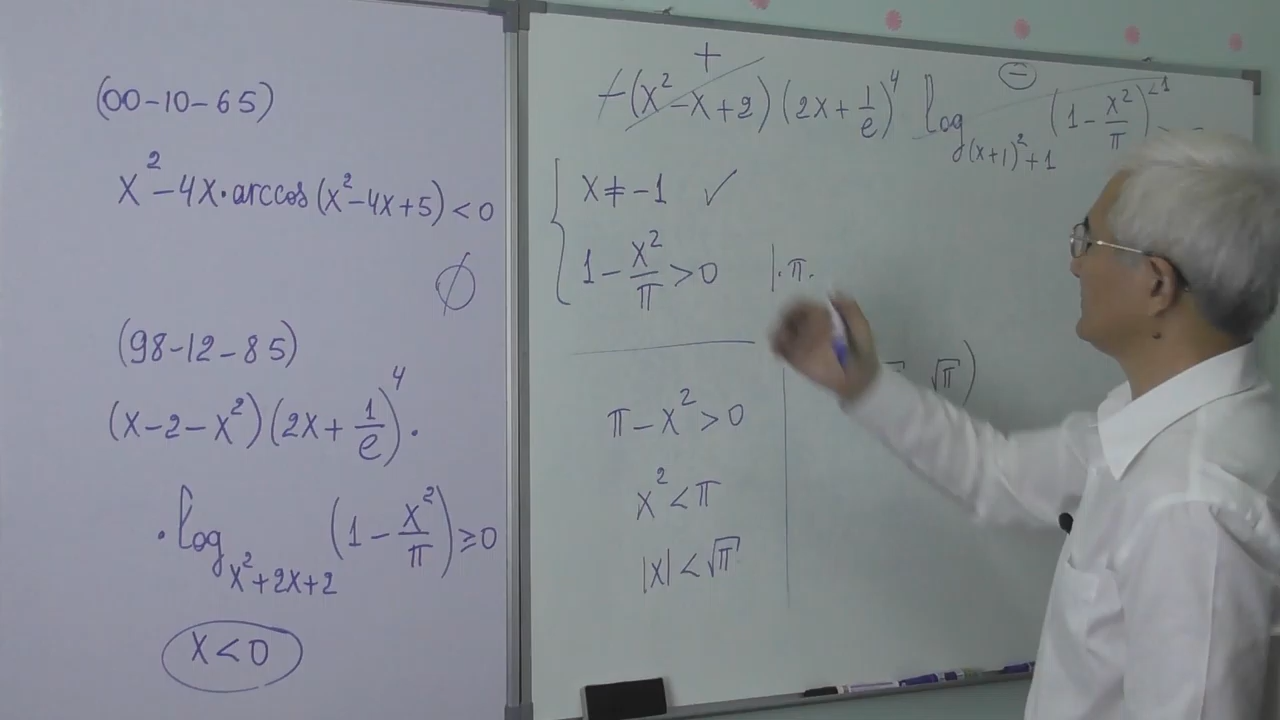 (00-10-65)
x²-4x·arccos(x²-4x+5)<0
∅
(98-12-85)
(x-2-x²)(2x+1/e)⁴·
·log_{x²+2x+2}(1-x²/π)≥0
x<0
+ ⊖
-(x²-x+2)(2x+1/e)⁴ log_{(x+1)²+1}(1-x²/π)^{<1}
{ x≠-1 ✓
1-x²/π>0 |·π·
π-x²>0
√π)
x²<π
|x|<√π